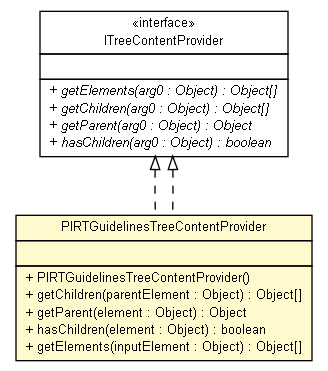 «interface»
ITreeContentProvider
+ getElements(arg0 : Object) : Object[]
+ getChildren(arg0 : Object) : Object[]
+ getParent(arg0 : Object) : Object
+ hasChildren(arg0 : Object) : boolean
PIRTGuidelinesTreeContentProvider
+ PIRTGuidelinesTreeContentProvider()
+ getChildren(parentElement : Object) : Object[]
+ getParent(element : Object) : Object
+ hasChildren(element : Object) : boolean
+ getElements(inputElement : Object) : Object[]